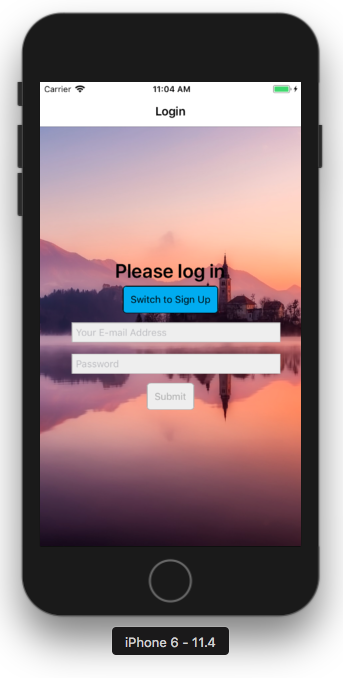 Carrier 11:04 AM
Login
Please log in
Switch to Sign Up
Your E-mail Address
Password
Submit
iPhone 6 - 11.4